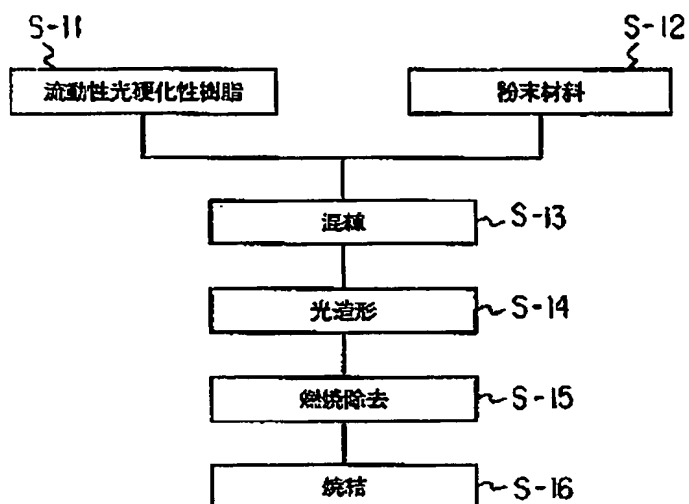 S-11 S-12
流動性光硬化性樹脂 粉末材料
混練 S-13
光造形 S-14
燃焼除去 S-15
焼結 S-16